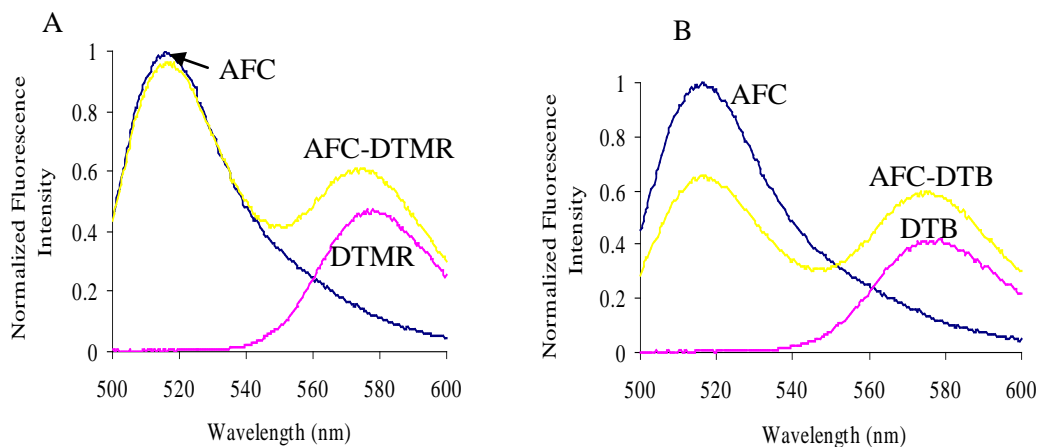 A
Normalized Fluorescence
Intensity
1
0.8
0.6
0.4
0.2
0
AFC
AFC-DTMR
DTMR
500 520 540 560 580 600
Wavelength (nm)
B
Normalized Fluorescence
Intensity
1
0.8
0.6
0.4
0.2
0
AFC
AFC-DTB
DTB
500 520 540 560 580 600
Wavelength (nm)